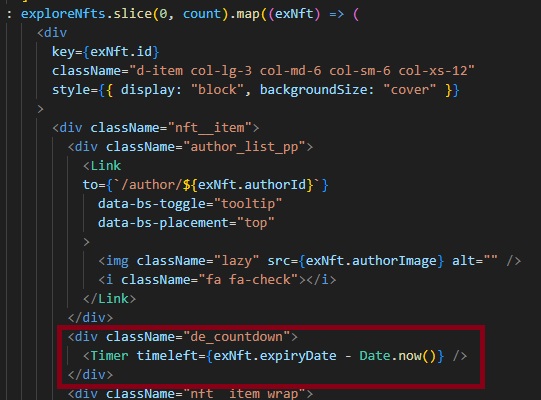 : exploreNfts.slice(0, count).map((exNft) => (
<div
key={exNft.id}
className="d-item col-lg-3 col-md-6 col-sm-6 col-xs-12"
style={{ display: "block", backgroundSize: "cover" }}
>
<div className="nft__item">
<div className="author_list_pp">
<Link
to={`/author/${exNft.authorId}`}
data-bs-toggle="tooltip"
data-bs-placement="top"
>
<img className="lazy" src={exNft.authorImage} alt="" />
<i className="fa fa-check"></i>
</Link>
</div>
<div className="de_countdown">
<Timer timeleft={exNft.expiryDate - Date.now()} />
</div>
<div className="nft__item_wrap">